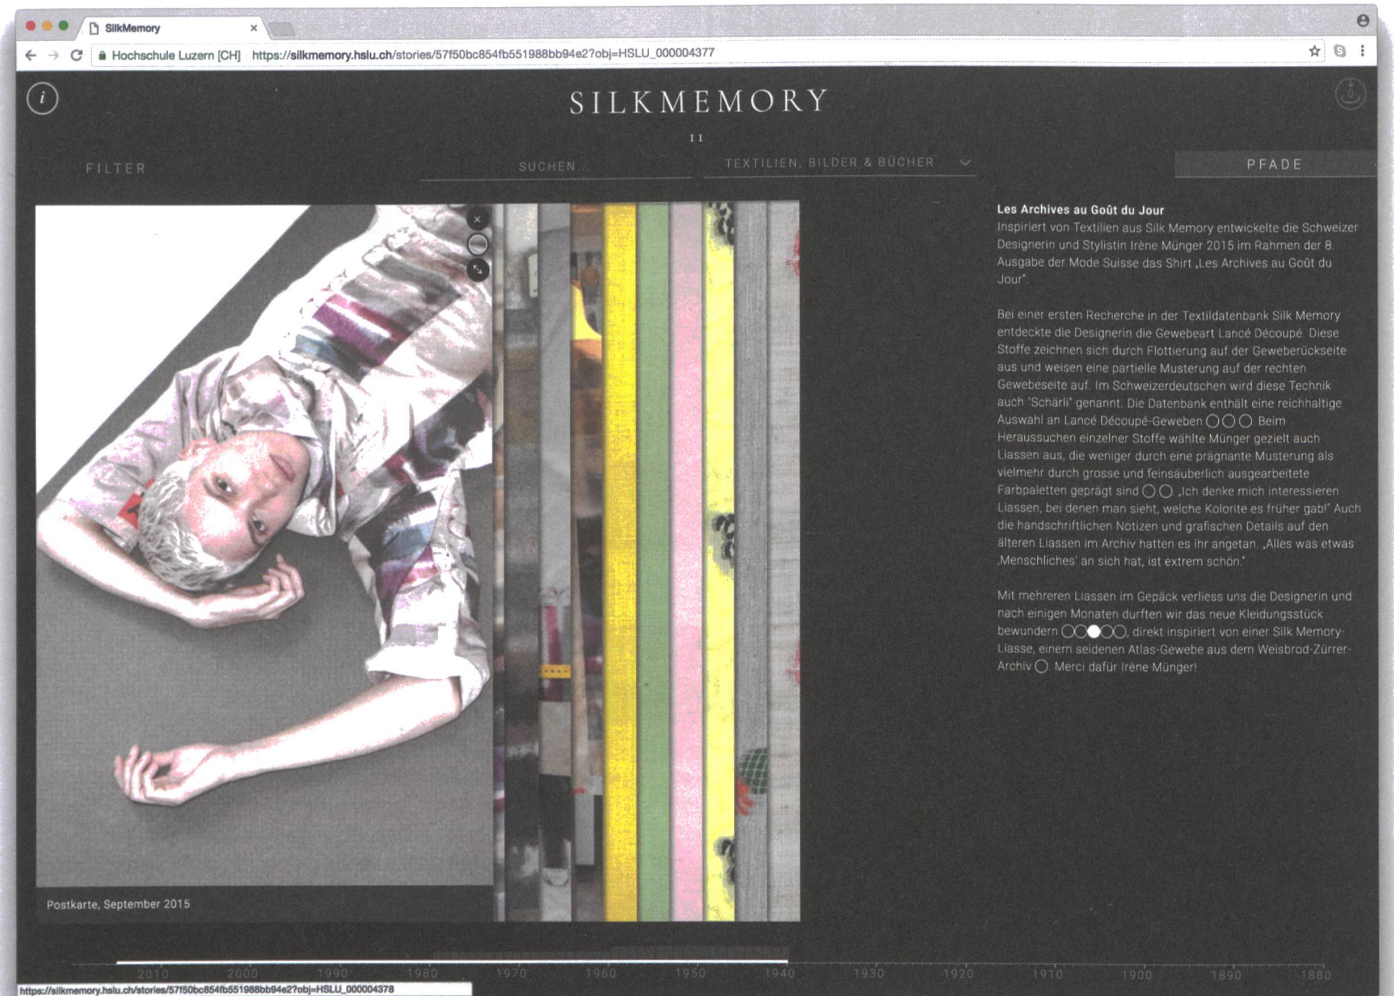 SilkMemory
Hochschule Luzern [CH] https://silkmemory.hslu.ch/stories/57f50bc854fb551988bb94e2?obj=HSLU_000004377
i
SILKMEMORY
11
FILTER
SUCHEN
TEXTILIEN, BILDER & BÜCHER
PFADE
Les Archives au Goût du Jour
Inspiriert von Textilien aus Silk Memory entwickelte die Schweizer
Designerin und Stylistin Irène Münger 2015 im Rahmen der 8.
Ausgabe der Mode Suisse das Shirt „Les Archives au Goût du
Jour“.
Bei einer ersten Recherche in der Textildatenbank Silk Memory
entdeckte die Designerin die Gewebeart Lancé Découpé. Diese
Stoffe zeichnen sich durch Flottierung auf der Geweberückseite
aus und weisen eine partielle Musterung auf der rechten
Gewebeseite auf. Im Schweizerdeutschen wird diese Technik
auch "Schärli" genannt. Die Datenbank enthält eine reichhaltige
Auswahl an Lancé Découpé-Geweben Beim
Heraussuchen einzelner Stoffe wählte Münger gezielt auch
Liassen aus, die weniger durch eine prägnante Musterung als
vielmehr durch grosse und feinsäuberlich ausgearbeitete
Farbpaletten geprägt sind „Ich denke mich interessieren
Liassen, bei denen man sieht, welche Kolorite es früher gab!“ Auch
die handschriftlichen Notizen und grafischen Details auf den
älteren Liassen im Archiv hatten es ihr angetan. „Alles was etwas
‚Menschliches‘ an sich hat, ist extrem schön.“
Mit mehreren Liassen im Gepäck verliess uns die Designerin und
nach einigen Monaten durften wir das neue Kleidungsstück
bewundern , direkt inspiriert von einer Silk Memory-
Liasse, einem seidenen Atlas-Gewebe aus dem Weisbrod-Zürrer-
Archiv Merci dafür Irène Münger!
Postkarte, September 2015
2010 2000 1990 1980 1970 1960 1950 1940 1930 1920 1910 1900 1890 1880
https://silkmemory.hslu.ch/stories/57f50bc854fb551988bb94e2?obj=HSLU_000004378